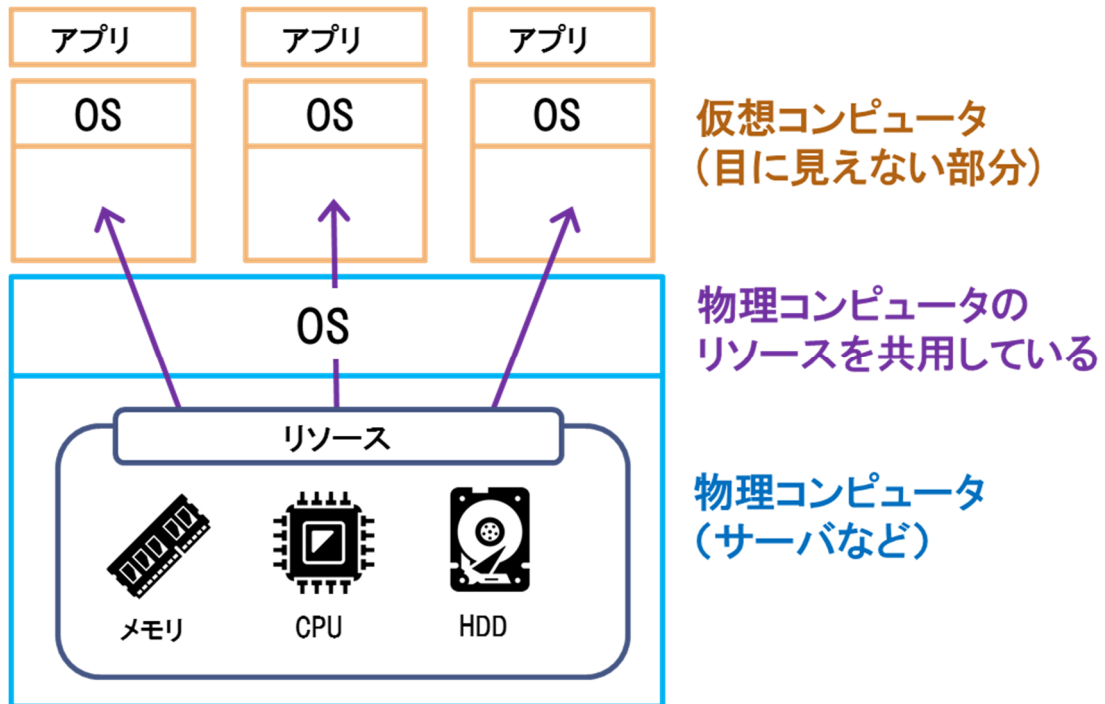 アプリ
アプリ
アプリ
OS
OS
OS
仮想コンピュータ
(目に見えない部分)
OS
物理コンピュータの
リソースを共用している
リソース
メモリ
CPU
HDD
物理コンピュータ
(サーバなど)